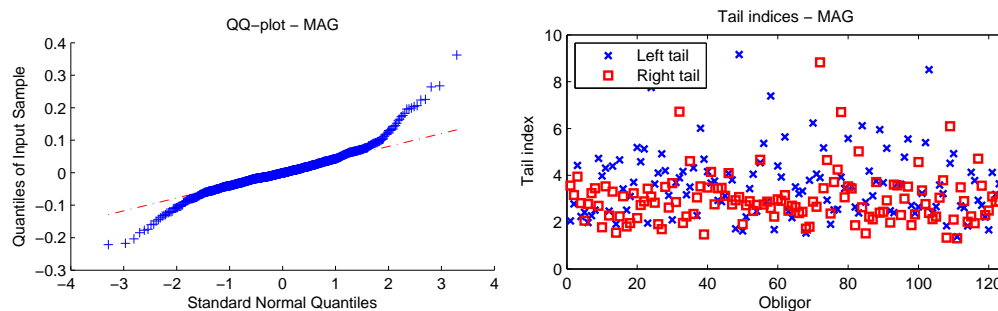 QQ−plot − MAG
0.4
0.3
0.2
0.1
0
−0.1
−0.2
−0.3
−4 −3 −2 −1 0 1 2 3 4
Standard Normal Quantiles
Quantiles of Input Sample
Tail indices − MAG
10
8
6
4
2
0
0 20 40 60 80 100 120
Obligor
Tail index
Left tail
Right tail